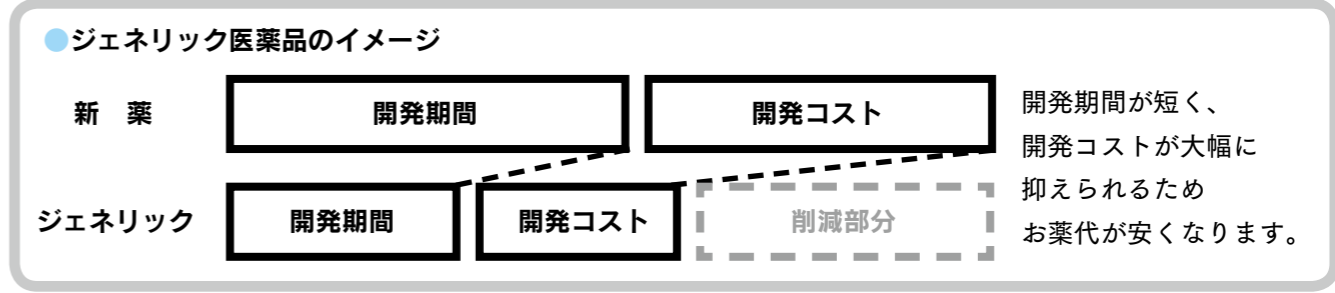 ●ジェネリック医薬品のイメージ
新　薬
開発期間
開発コスト
ジェネリック
開発期間
開発コスト
削減部分
開発期間が短く、
開発コストが大幅に
抑えられるため
お薬代が安くなります。